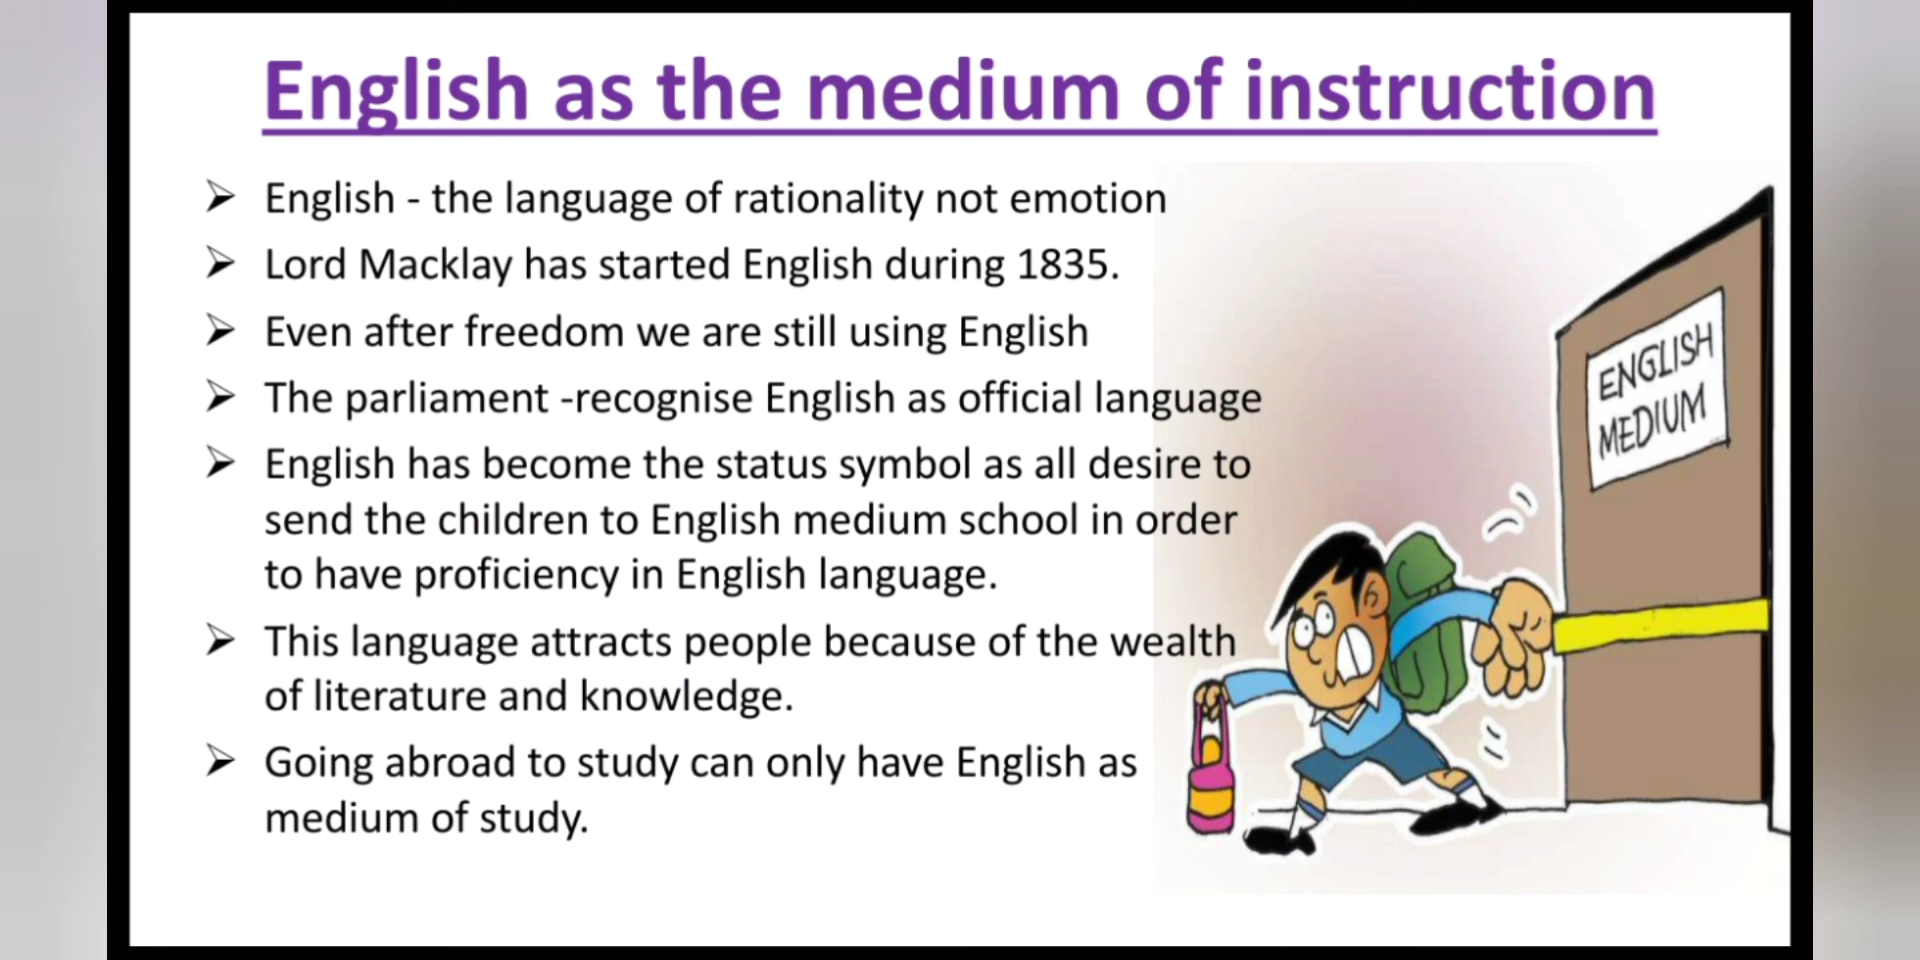 English as the medium of instruction
➢ English - the language of rationality not emotion
➢ Lord Macklay has started English during 1835.
➢ Even after freedom we are still using English
➢ The parliament -recognise English as official language
➢ English has become the status symbol as all desire to
send the children to English medium school in order
to have proficiency in English language.
➢ This language attracts people because of the wealth
of literature and knowledge.
➢ Going abroad to study can only have English as
medium of study.
ENGLISH
MEDIUM